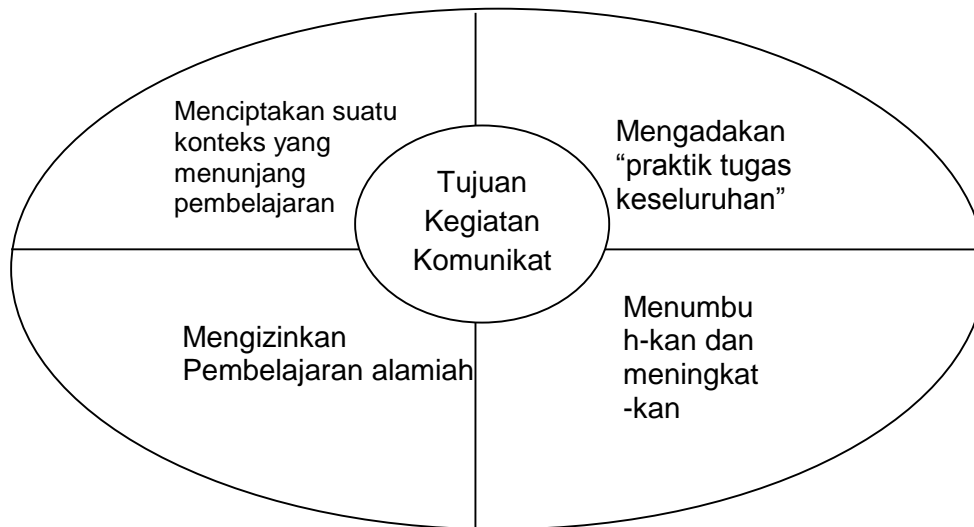 Menciptakan suatu
konteks yang
menunjang
pembelajaran
Mengadakan
“praktik tugas
keseluruhan”
Tujuan
Kegiatan
Komunikat
Mengizinkan
Pembelajaran alamiah
Menumbu
h-kan dan
meningkat
-kan